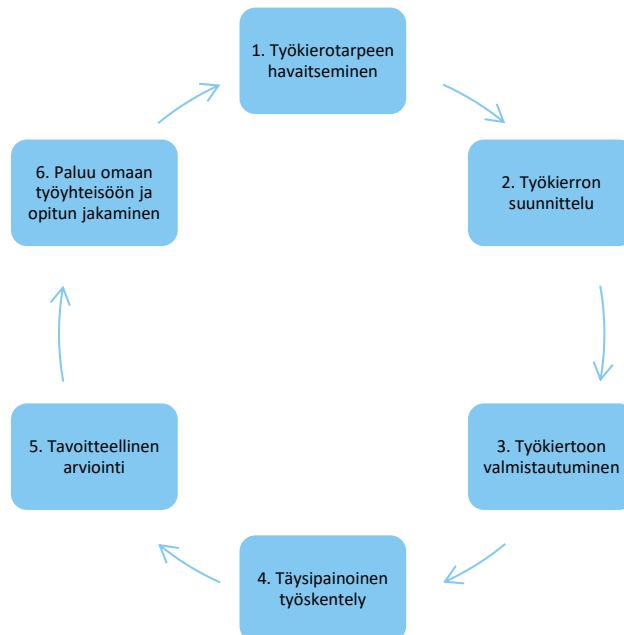 1. Työkierotarpeen
havaitseminen
2. Työkierron
suunnittelu
3. Työkiertoon
valmistautuminen
4. Täysipainoinen
työskentely
5. Tavoitteellinen
arviointi
6. Paluu omaan
työyhteisöön ja
opitun jakaminen